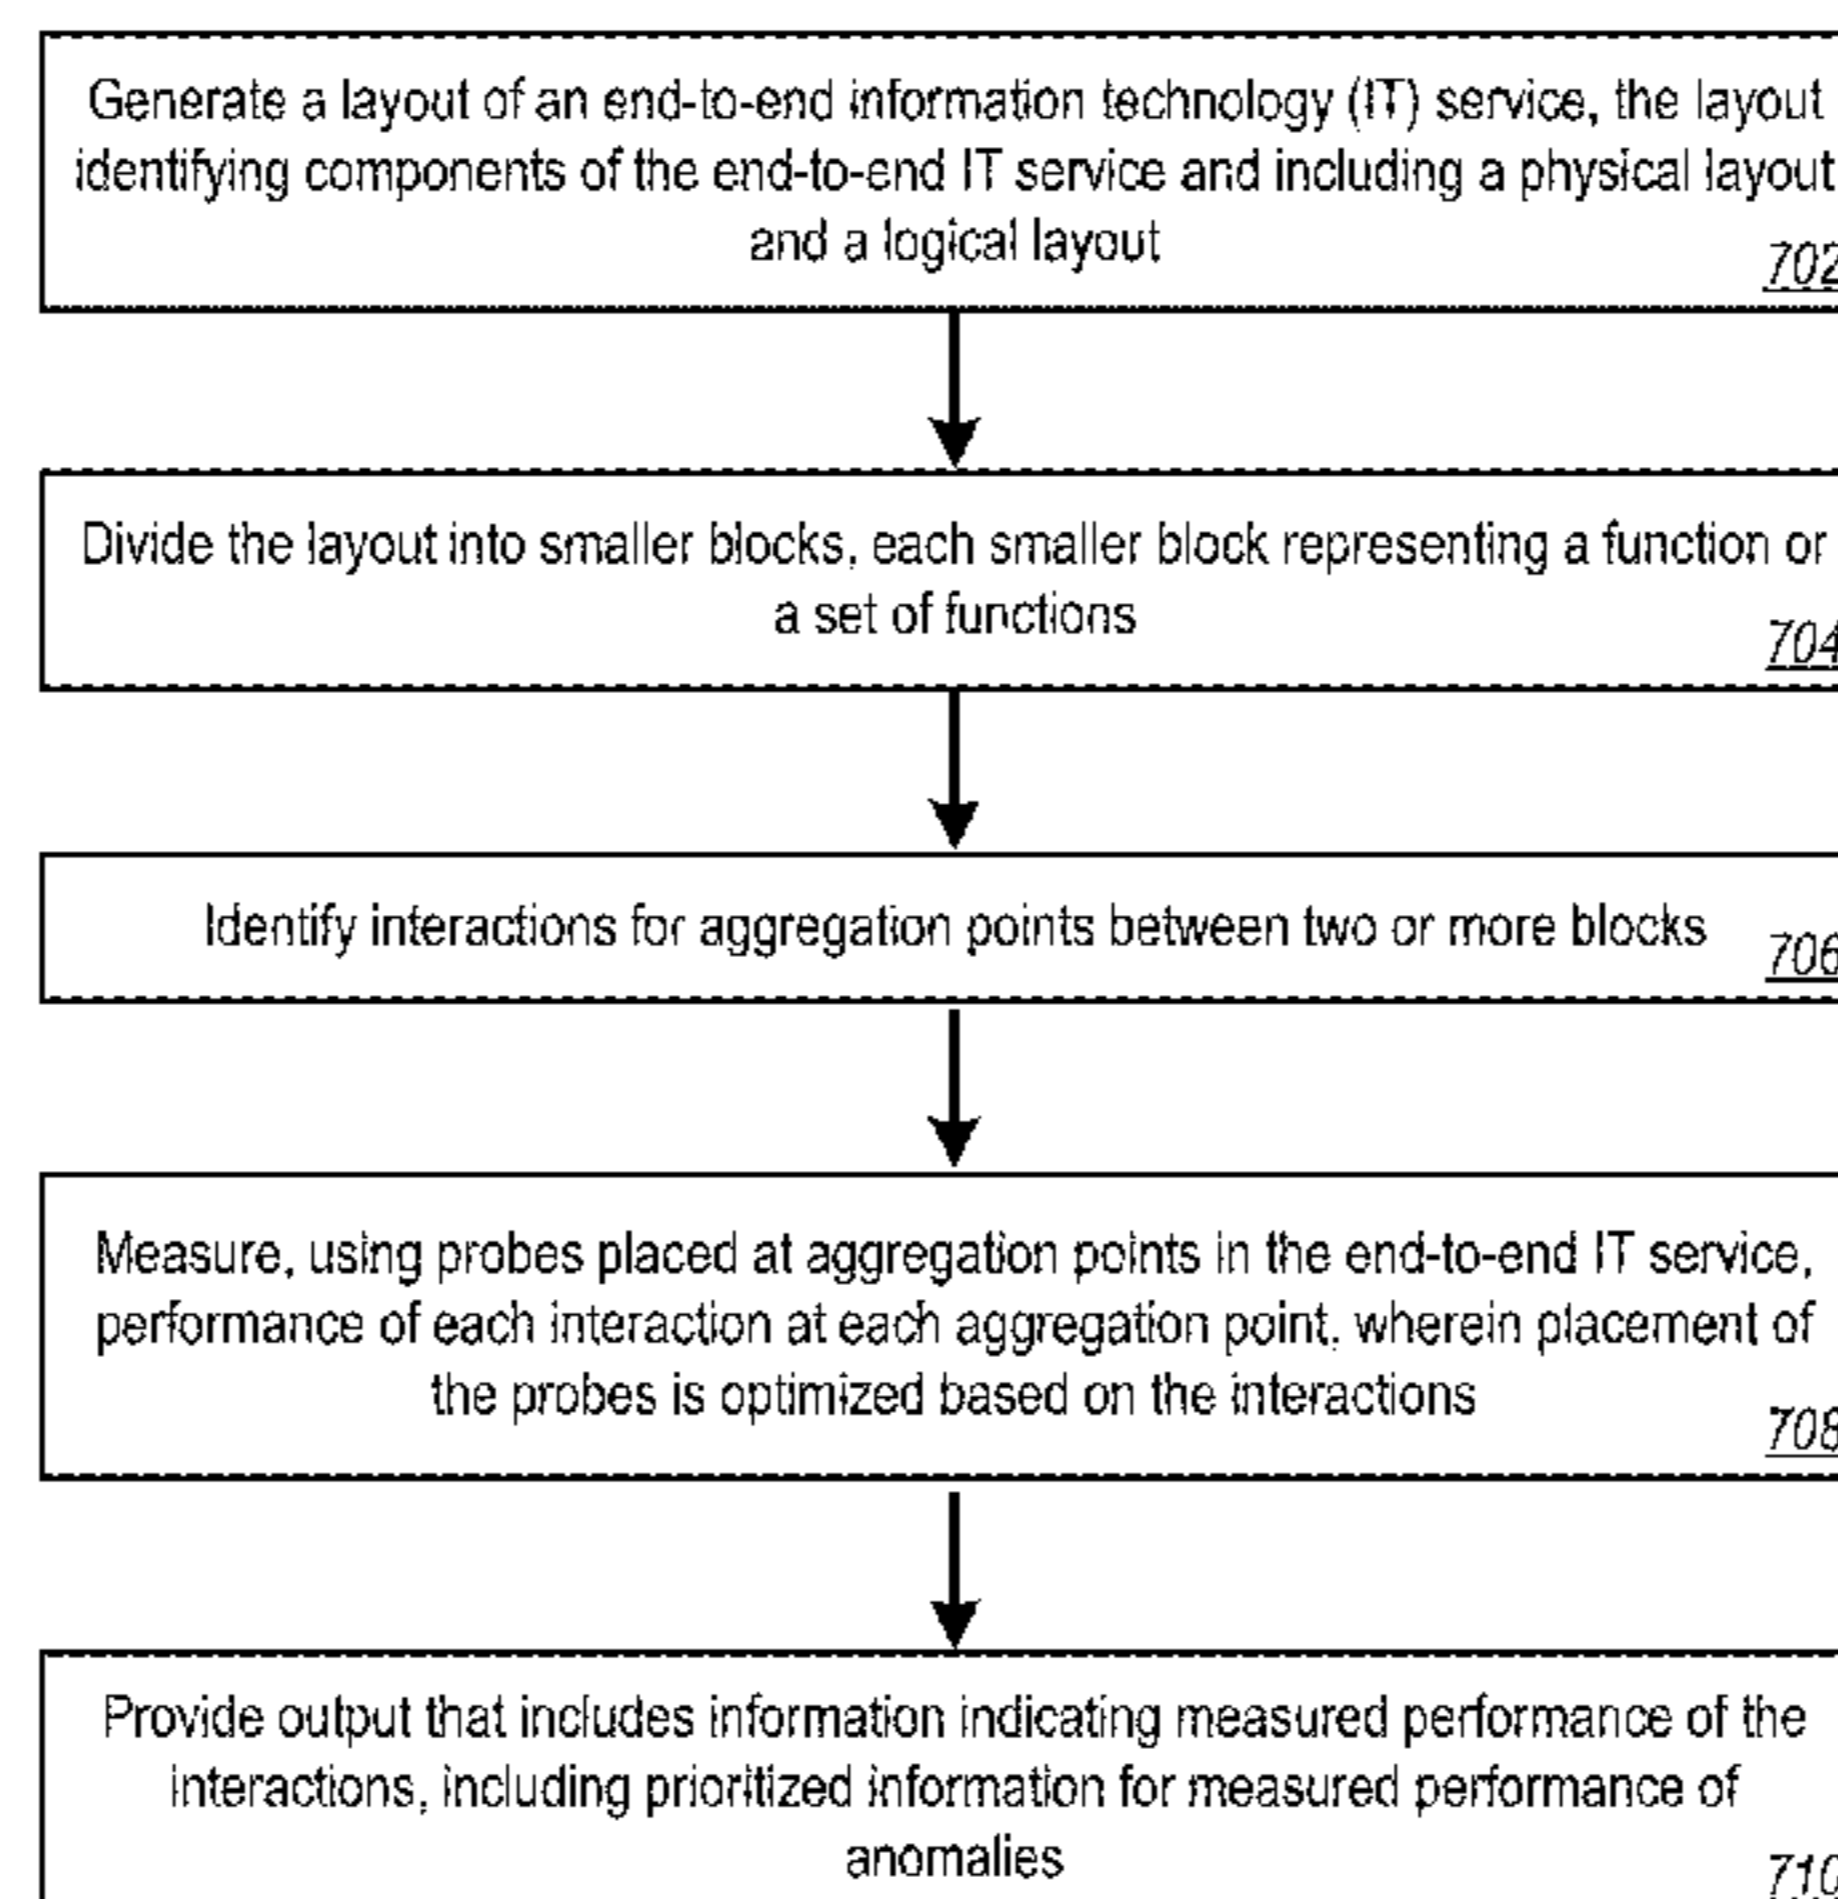 Generate a layout of an end-to-end information technology (IT) service, the layout
identifying components of the end-to-end IT service and including a physical layout
and a logical layout
702
Divide the layout into smaller blocks, each smaller block representing a function or
a set of functions
704
Identify interactions for aggregation points between two or more blocks
706
Measure, using probes placed at aggregation points in the end-to-end IT service,
performance of each interaction at each aggregation point, wherein placement of
the probes is optimized based on the interactions
708
Provide output that includes information indicating measured performance of the
interactions, including prioritized information for measured performance of
anomalies
710